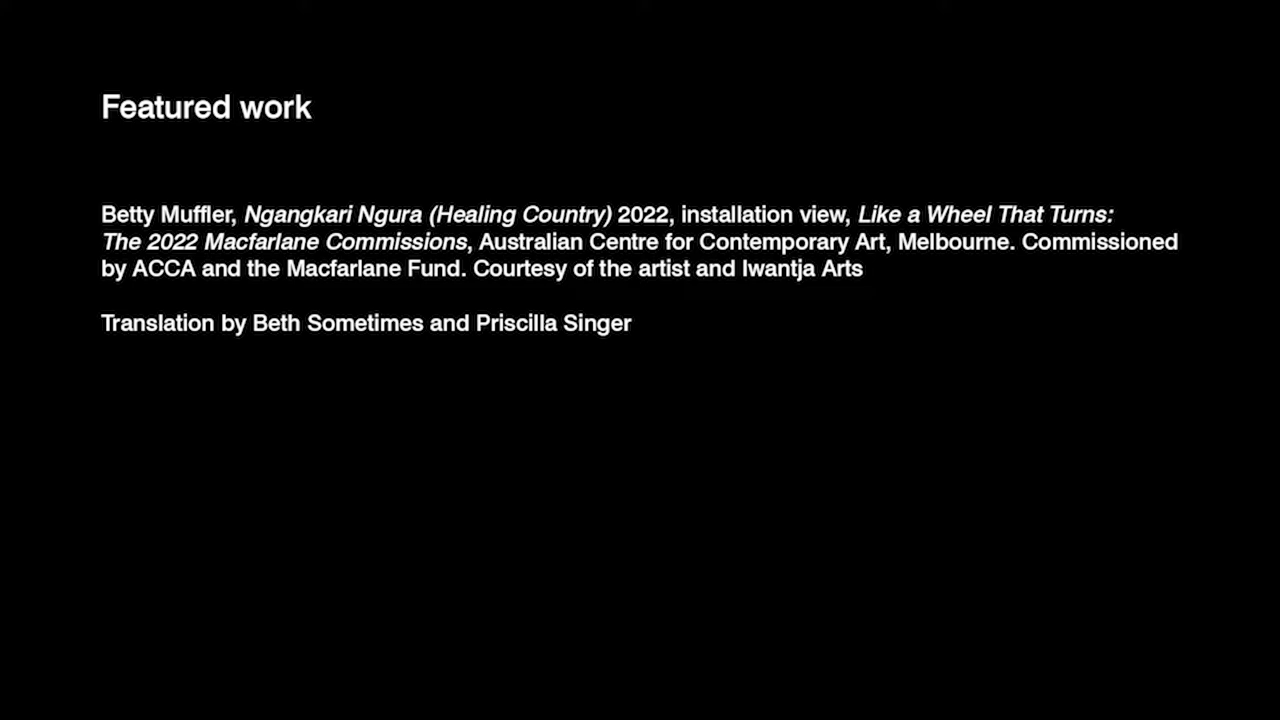 Featured work
Betty Muffler, Ngangkari Ngura (Healing Country) 2022, installation view, Like a Wheel That Turns:
The 2022 Macfarlane Commissions, Australian Centre for Contemporary Art, Melbourne. Commissioned
by ACCA and the Macfarlane Fund. Courtesy of the artist and Iwantja Arts
Translation by Beth Sometimes and Priscilla Singer